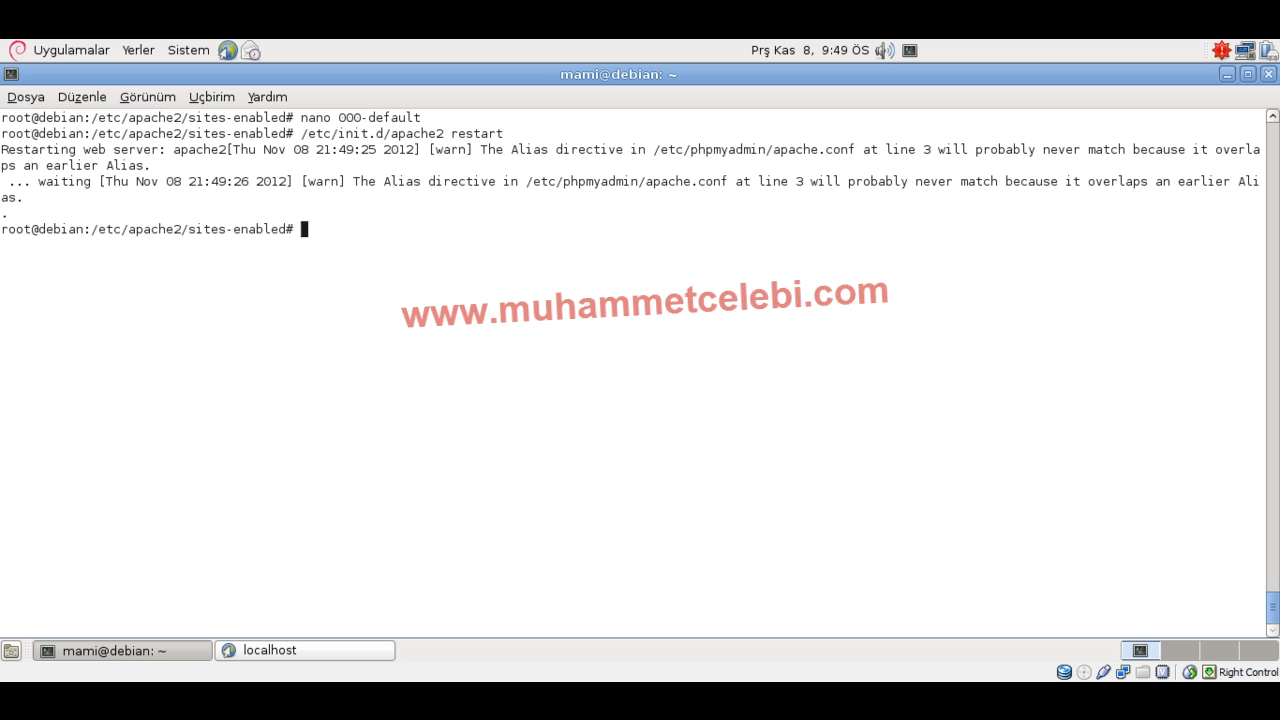 Uygulamalar Yerler Sistem Prş Kas 8, 9:49 ÖS
mami@debian: ~
Dosya Düzenle Görünüm Uçbirim Yardım
root@debian:/etc/apache2/sites-enabled# nano 000-default
root@debian:/etc/apache2/sites-enabled# /etc/init.d/apache2 restart
Restarting web server: apache2[Thu Nov 08 21:49:25 2012] [warn] The Alias directive in /etc/phpmyadmin/apache.conf at line 3 will probably never match because it overla
ps an earlier Alias.
 ... waiting [Thu Nov 08 21:49:26 2012] [warn] The Alias directive in /etc/phpmyadmin/apache.conf at line 3 will probably never match because it overlaps an earlier Ali
as.
.
root@debian:/etc/apache2/sites-enabled#
www.muhammetcelebi.com
mami@debian: ~ localhost
Right Control